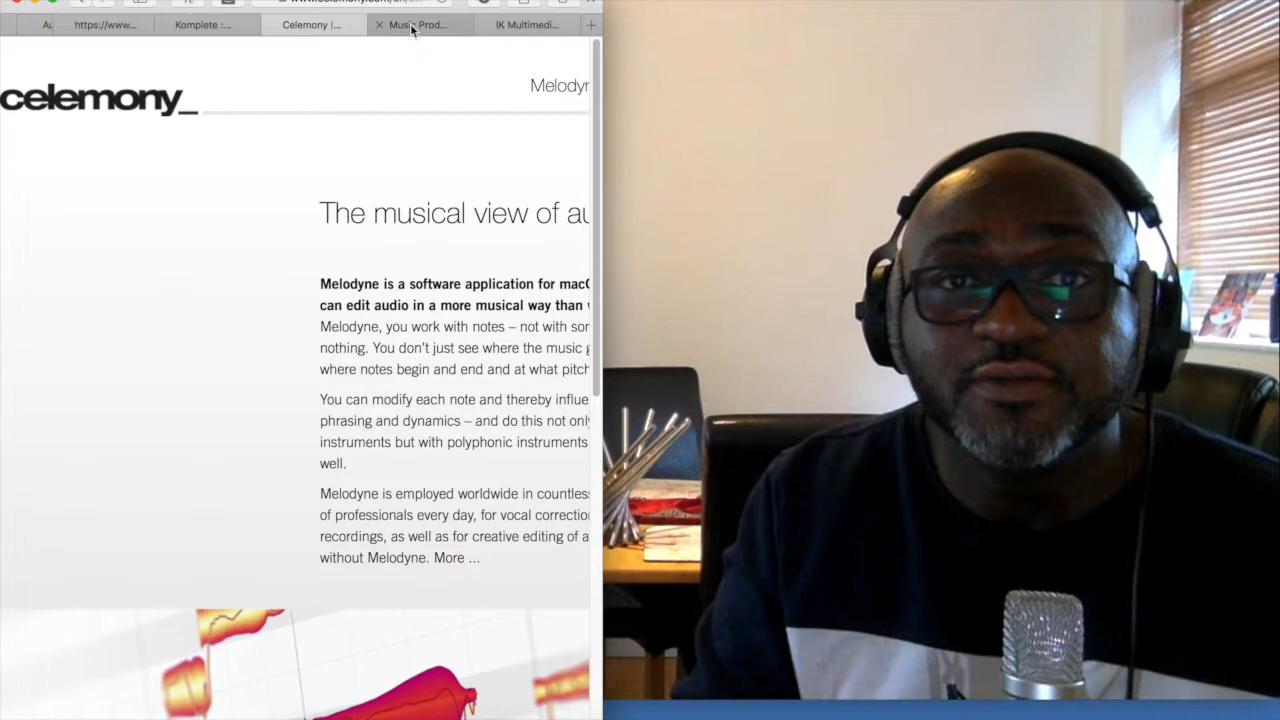 https://www...
Komplete :...
Celemony |...
Music Prod...
IK Multimedi...
celemony_
Melodyn
The musical view of au
Melodyne is a software application for mac
can edit audio in a more musical way than
Melodyne, you work with notes – not with
nothing. You don't just see where the music
where notes begin and end and at what pitch
You can modify each note and thereby influe
phrasing and dynamics – and do this not only
instruments but with polyphonic instruments
well.
Melodyne is employed worldwide in countless
of professionals every day, for vocal correction
recordings, as well as for creative editing of a
without Melodyne. More ...